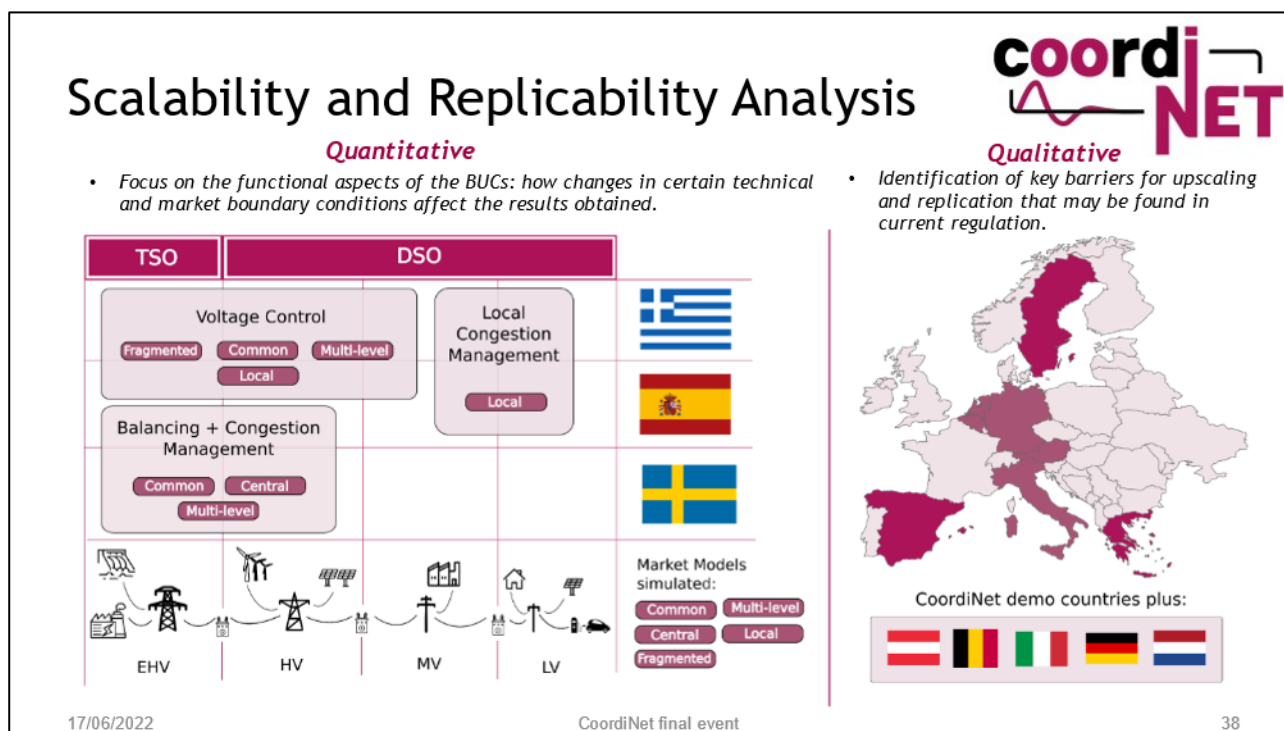 coordi
NET
Scalability and Replicability Analysis
Quantitative
• Focus on the functional aspects of the BUCs: how changes in certain technical
and market boundary conditions affect the results obtained.
Qualitative
• Identification of key barriers for upscaling
and replication that may be found in
current regulation.
TSO
DSO
Voltage Control
Fragmented
Common
Multi-level
Local
Local
Congestion
Management
Local
Balancing + Congestion
Management
Common
Central
Multi-level
EHV
HV
MV
LV
Market Models
simulated:
Common
Multi-level
Central
Local
Fragmented
CoordiNet demo countries plus:
17/06/2022
CoordiNet final event
38